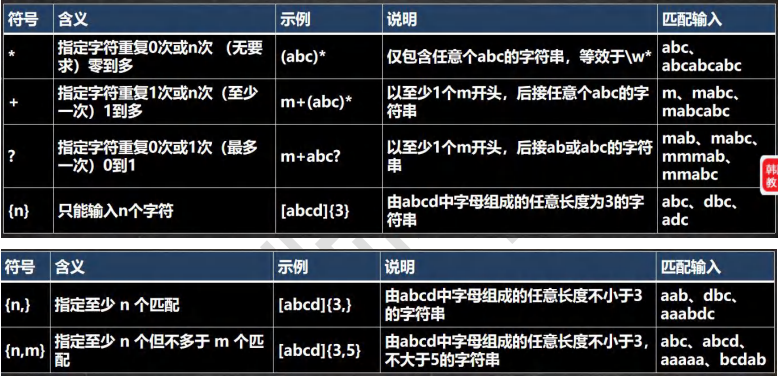 符号 含义 示例 说明 匹配输入
* 指定字符重复0次或n次 （无要求）零到多 (abc)* 仅包含任意个abc的字符串，等效于\w* abc、abcabcabc
+ 指定字符重复1次或n次（至少一次）1到多 m+(abc)* 以至少1个m开头，后接任意个abc的字符串 m、mabc、mabcabc
? 指定字符重复0次或1次（最多一次）0到1 m+abc? 以至少1个m开头，后接ab或abc的字符串 mab、mabc、mmmab、mmabc
{n} 只能输入n个字符 [abcd]{3} 由abcd中字母组成的任意长度为3的字符串 abc、dbc、adc
韩
教
符号 含义 示例 说明 匹配输入
{n,} 指定至少 n 个匹配 [abcd]{3,} 由abcd中字母组成的任意长度不小于3的字符串 aab、dbc、aaabdc
{n,m} 指定至少 n 个但不多于 m 个匹配 [abcd]{3,5} 由abcd中字母组成的任意长度不小于3，不大于5的字符串 abc、abcd、aaaaa、bcdab